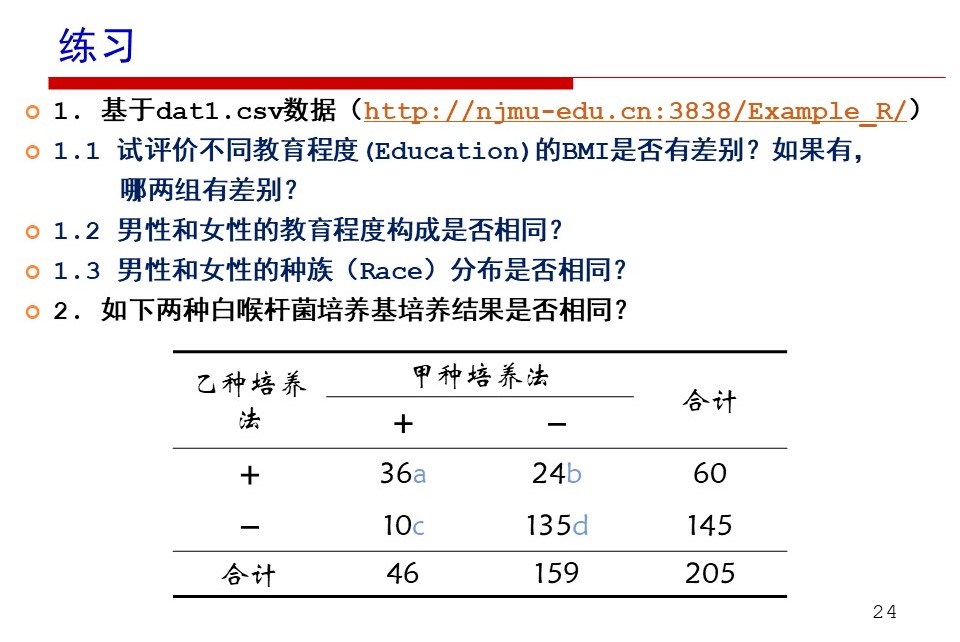 练习
1. 基于dat1.csv数据（http://njmu-edu.cn:3838/Example_R/）
1.1 试评价不同教育程度(Education)的BMI是否有差别？如果有，
哪两组有差别？
1.2 男性和女性的教育程度构成是否相同？
1.3 男性和女性的种族（Race）分布是否相同？
2. 如下两种白喉杆菌培养基培养结果是否相同？
乙种培养法 甲种培养法 合计
+ −
+ 36a 24b 60
− 10c 135d 145
合计 46 159 205
24